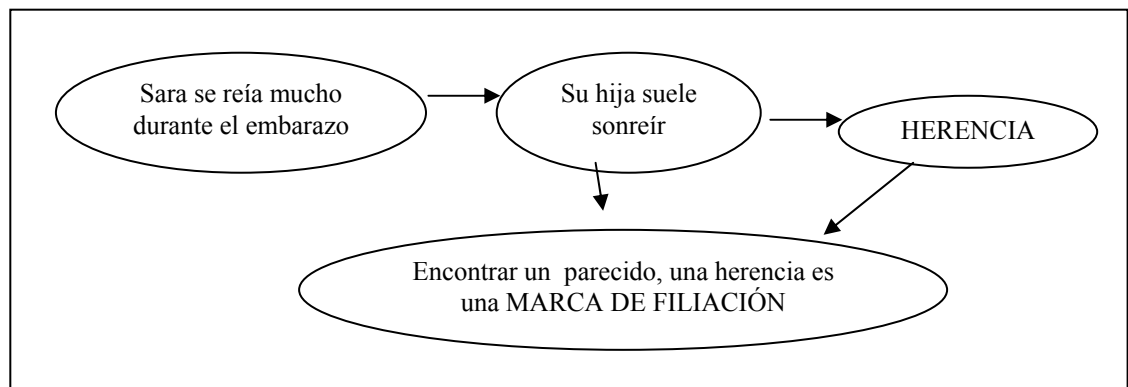 Sara se reía mucho
durante el embarazo
Su hija suele
sonreír
HERENCIA
Encontrar un parecido, una herencia es
una MARCA DE FILIACIÓN